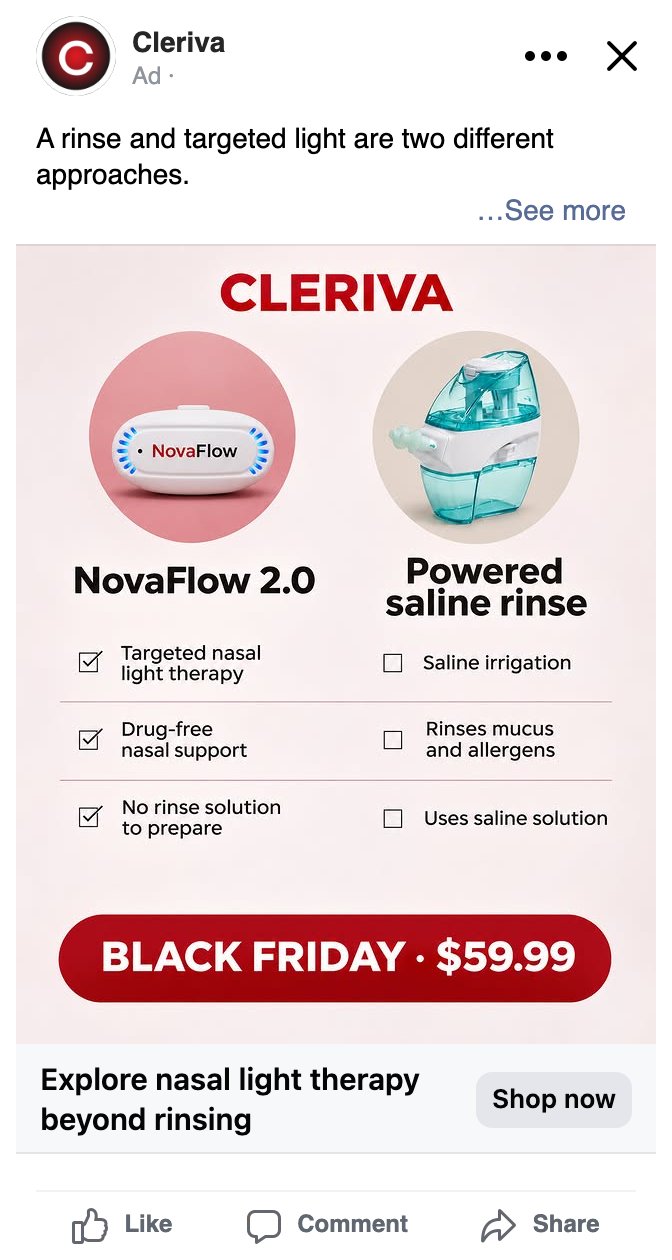 C
Cleriva
Ad ·
A rinse and targeted light are two different
approaches.
…See more
CLERIVA
NovaFlow
NovaFlow 2.0
Powered
saline rinse
Targeted nasal
light therapy
Saline irrigation
Drug-free
nasal support
Rinses mucus
and allergens
No rinse solution
to prepare
Uses saline solution
BLACK FRIDAY · $59.99
Explore nasal light therapy
beyond rinsing
Shop now
Like
Comment
Share